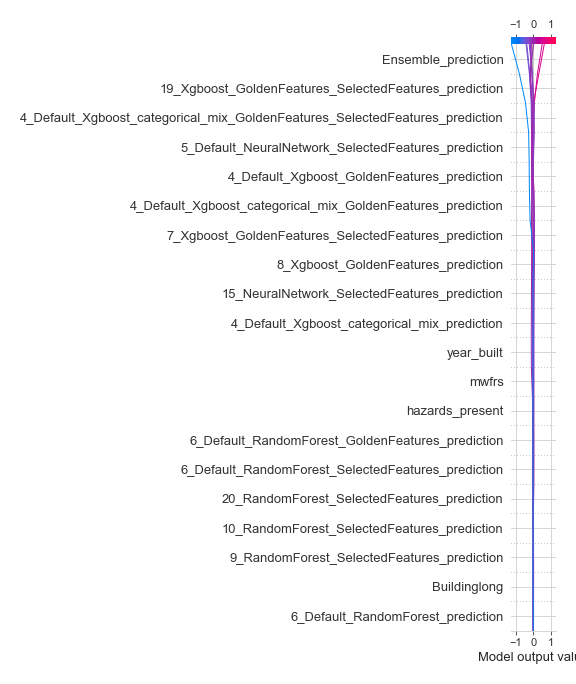 −1 0 1
Ensemble_prediction
19_Xgboost_GoldenFeatures_SelectedFeatures_prediction
4_Default_Xgboost_categorical_mix_GoldenFeatures_SelectedFeatures_prediction
5_Default_NeuralNetwork_SelectedFeatures_prediction
4_Default_Xgboost_GoldenFeatures_prediction
4_Default_Xgboost_categorical_mix_GoldenFeatures_prediction
7_Xgboost_GoldenFeatures_SelectedFeatures_prediction
8_Xgboost_GoldenFeatures_prediction
15_NeuralNetwork_SelectedFeatures_prediction
4_Default_Xgboost_categorical_mix_prediction
year_built
mwfrs
hazards_present
6_Default_RandomForest_GoldenFeatures_prediction
6_Default_RandomForest_SelectedFeatures_prediction
20_RandomForest_SelectedFeatures_prediction
10_RandomForest_SelectedFeatures_prediction
9_RandomForest_SelectedFeatures_prediction
Buildinglong
6_Default_RandomForest_prediction
−1 0 1
Model output valu